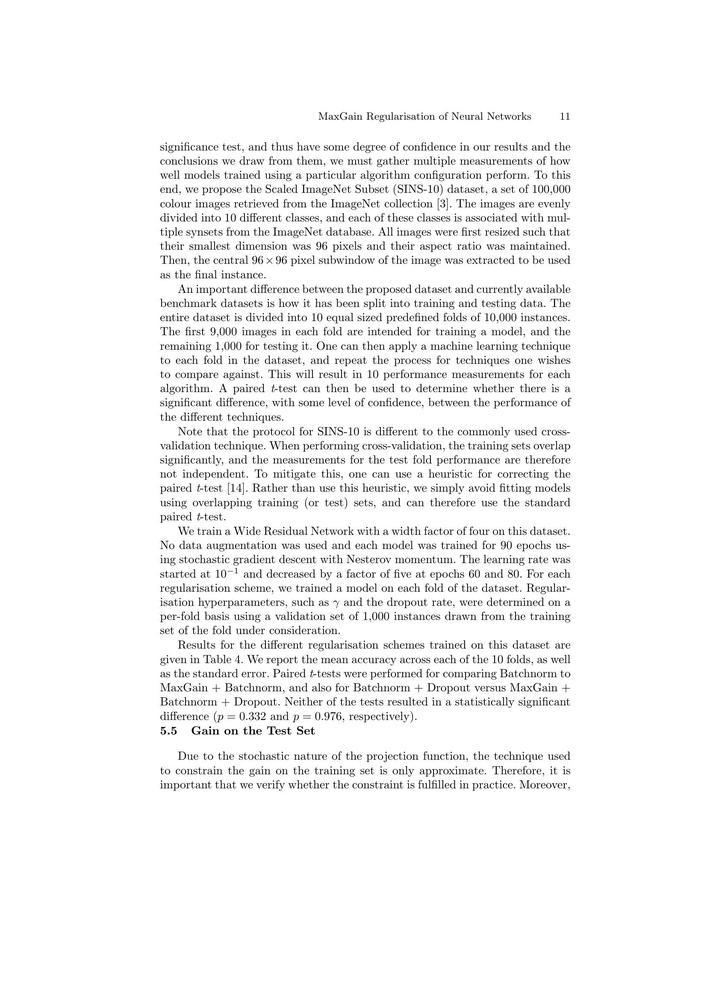 MaxGain Regularisation of Neural Networks 11
significance test, and thus have some degree of confidence in our results and the
conclusions we draw from them, we must gather multiple measurements of how
well models trained using a particular algorithm configuration perform. To this
end, we propose the Scaled ImageNet Subset (SINS-10) dataset, a set of 100,000
colour images retrieved from the ImageNet collection [3]. The images are evenly
divided into 10 different classes, and each of these classes is associated with mul-
tiple synsets from the ImageNet database. All images were first resized such that
their smallest dimension was 96 pixels and their aspect ratio was maintained.
Then, the central 96 × 96 pixel subwindow of the image was extracted to be used
as the final instance.
An important difference between the proposed dataset and currently available
benchmark datasets is how it has been split into training and testing data. The
entire dataset is divided into 10 equal sized predefined folds of 10,000 instances.
The first 9,000 images in each fold are intended for training a model, and the
remaining 1,000 for testing it. One can then apply a machine learning technique
to each fold in the dataset, and repeat the process for techniques one wishes
to compare against. This will result in 10 performance measurements for each
algorithm. A paired t-test can then be used to determine whether there is a
significant difference, with some level of confidence, between the performance of
the different techniques.
Note that the protocol for SINS-10 is different to the commonly used cross-
validation technique. When performing cross-validation, the training sets overlap
significantly, and the measurements for the test fold performance are therefore
not independent. To mitigate this, one can use a heuristic for correcting the
paired t-test [14]. Rather than use this heuristic, we simply avoid fitting models
using overlapping training (or test) sets, and can therefore use the standard
paired t-test.
We train a Wide Residual Network with a width factor of four on this dataset.
No data augmentation was used and each model was trained for 90 epochs us-
ing stochastic gradient descent with Nesterov momentum. The learning rate was
started at 10⁻¹ and decreased by a factor of five at epochs 60 and 80. For each
regularisation scheme, we trained a model on each fold of the dataset. Regular-
isation hyperparameters, such as γ and the dropout rate, were determined on a
per-fold basis using a validation set of 1,000 instances drawn from the training
set of the fold under consideration.
Results for the different regularisation schemes trained on this dataset are
given in Table 4. We report the mean accuracy across each of the 10 folds, as well
as the standard error. Paired t-tests were performed for comparing Batchnorm to
MaxGain + Batchnorm, and also for Batchnorm + Dropout versus MaxGain +
Batchnorm + Dropout. Neither of the tests resulted in a statistically significant
difference (p = 0.332 and p = 0.976, respectively).
5.5 Gain on the Test Set
Due to the stochastic nature of the projection function, the technique used
to constrain the gain on the training set is only approximate. Therefore, it is
important that we verify whether the constraint is fulfilled in practice. Moreover,